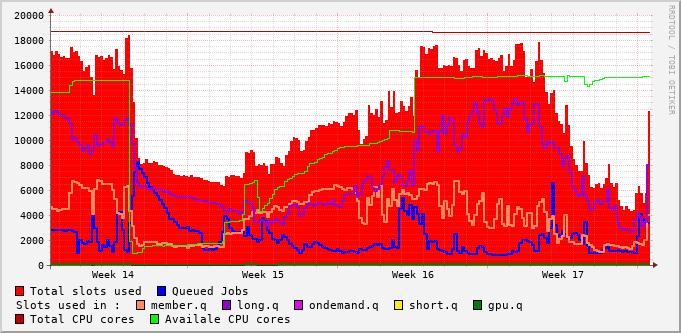 20000
18000
16000
14000
12000
10000
8000
6000
4000
2000
0
Week 14 Week 15 Week 16 Week 17
RRDTOOL / TOBI OETIKER
Total slots used Queued Jobs
Slots used in : member.q long.q ondemand.q short.q gpu.q
Total CPU cores Availale CPU cores